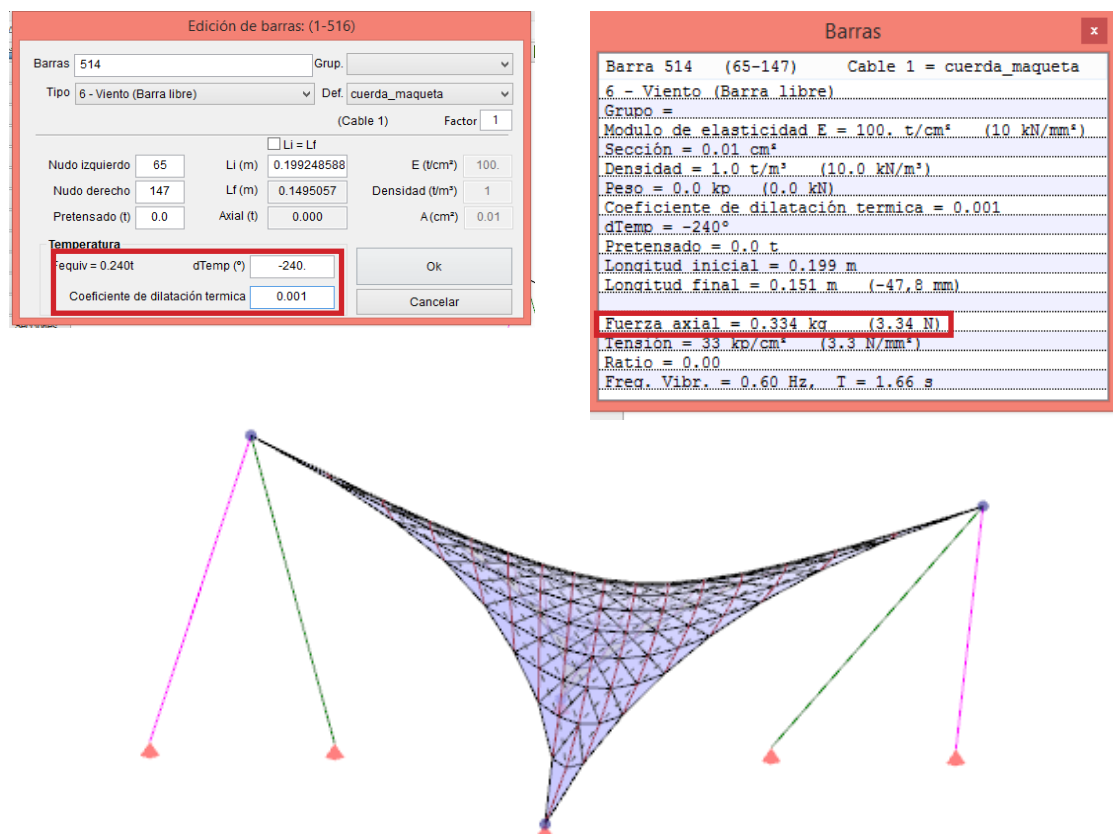 Edición de barras: (1-516)
Barras 514 Grup.
Tipo 6 - Viento (Barra libre) Def. cuerda_maqueta
(Cable 1) Factor 1
Li = Lf
Nudo izquierdo 65 Li (m) 0.199248588 E (t/cm²) 100.
Nudo derecho 147 Lf (m) 0.1495057 Densidad (t/m³) 1
Pretensado (t) 0.0 Axial (t) 0.000 A (cm²) 0.01
Temperatura
Fequiv = 0.240t dTemp (º) -240. Ok
Coeficiente de dilatación termica 0.001 Cancelar
Barras x
Barra 514 (65-147) Cable 1 = cuerda_maqueta
6 - Viento (Barra libre)
Grupo =
Modulo de elasticidad E = 100. t/cm² (10 kN/mm²)
Sección = 0.01 cm²
Densidad = 1.0 t/m³ (10.0 kN/m³)
Peso = 0.0 kp (0.0 kN)
Coeficiente de dilatación termica = 0.001
dTemp = -240º
Pretensado = 0.0 t
Longitud inicial = 0.199 m
Longitud final = 0.151 m (-47,8 mm)
Fuerza axial = 0.334 kg (3.34 N)
Tensión = 33 kp/cm² (3.3 N/mm²)
Ratio = 0.00
Freq. Vibr. = 0.60 Hz, T = 1.66 s